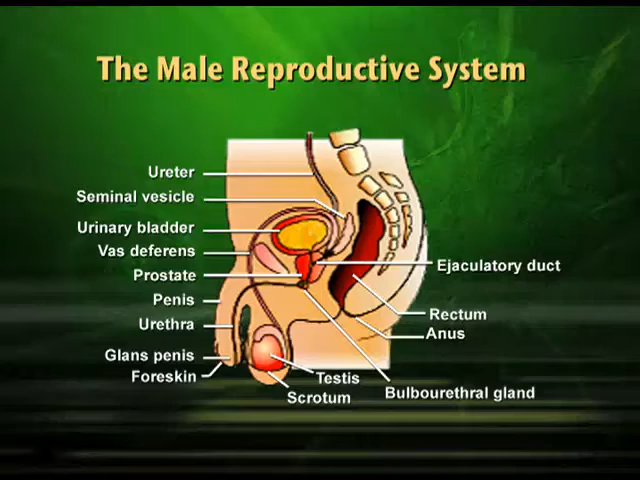 The Male Reproductive System
Ureter
Seminal vesicle
Urinary bladder
Vas deferens
Prostate
Penis
Urethra
Glans penis
Foreskin
Ejaculatory duct
Rectum
Anus
Testis
Scrotum
Bulbourethral gland